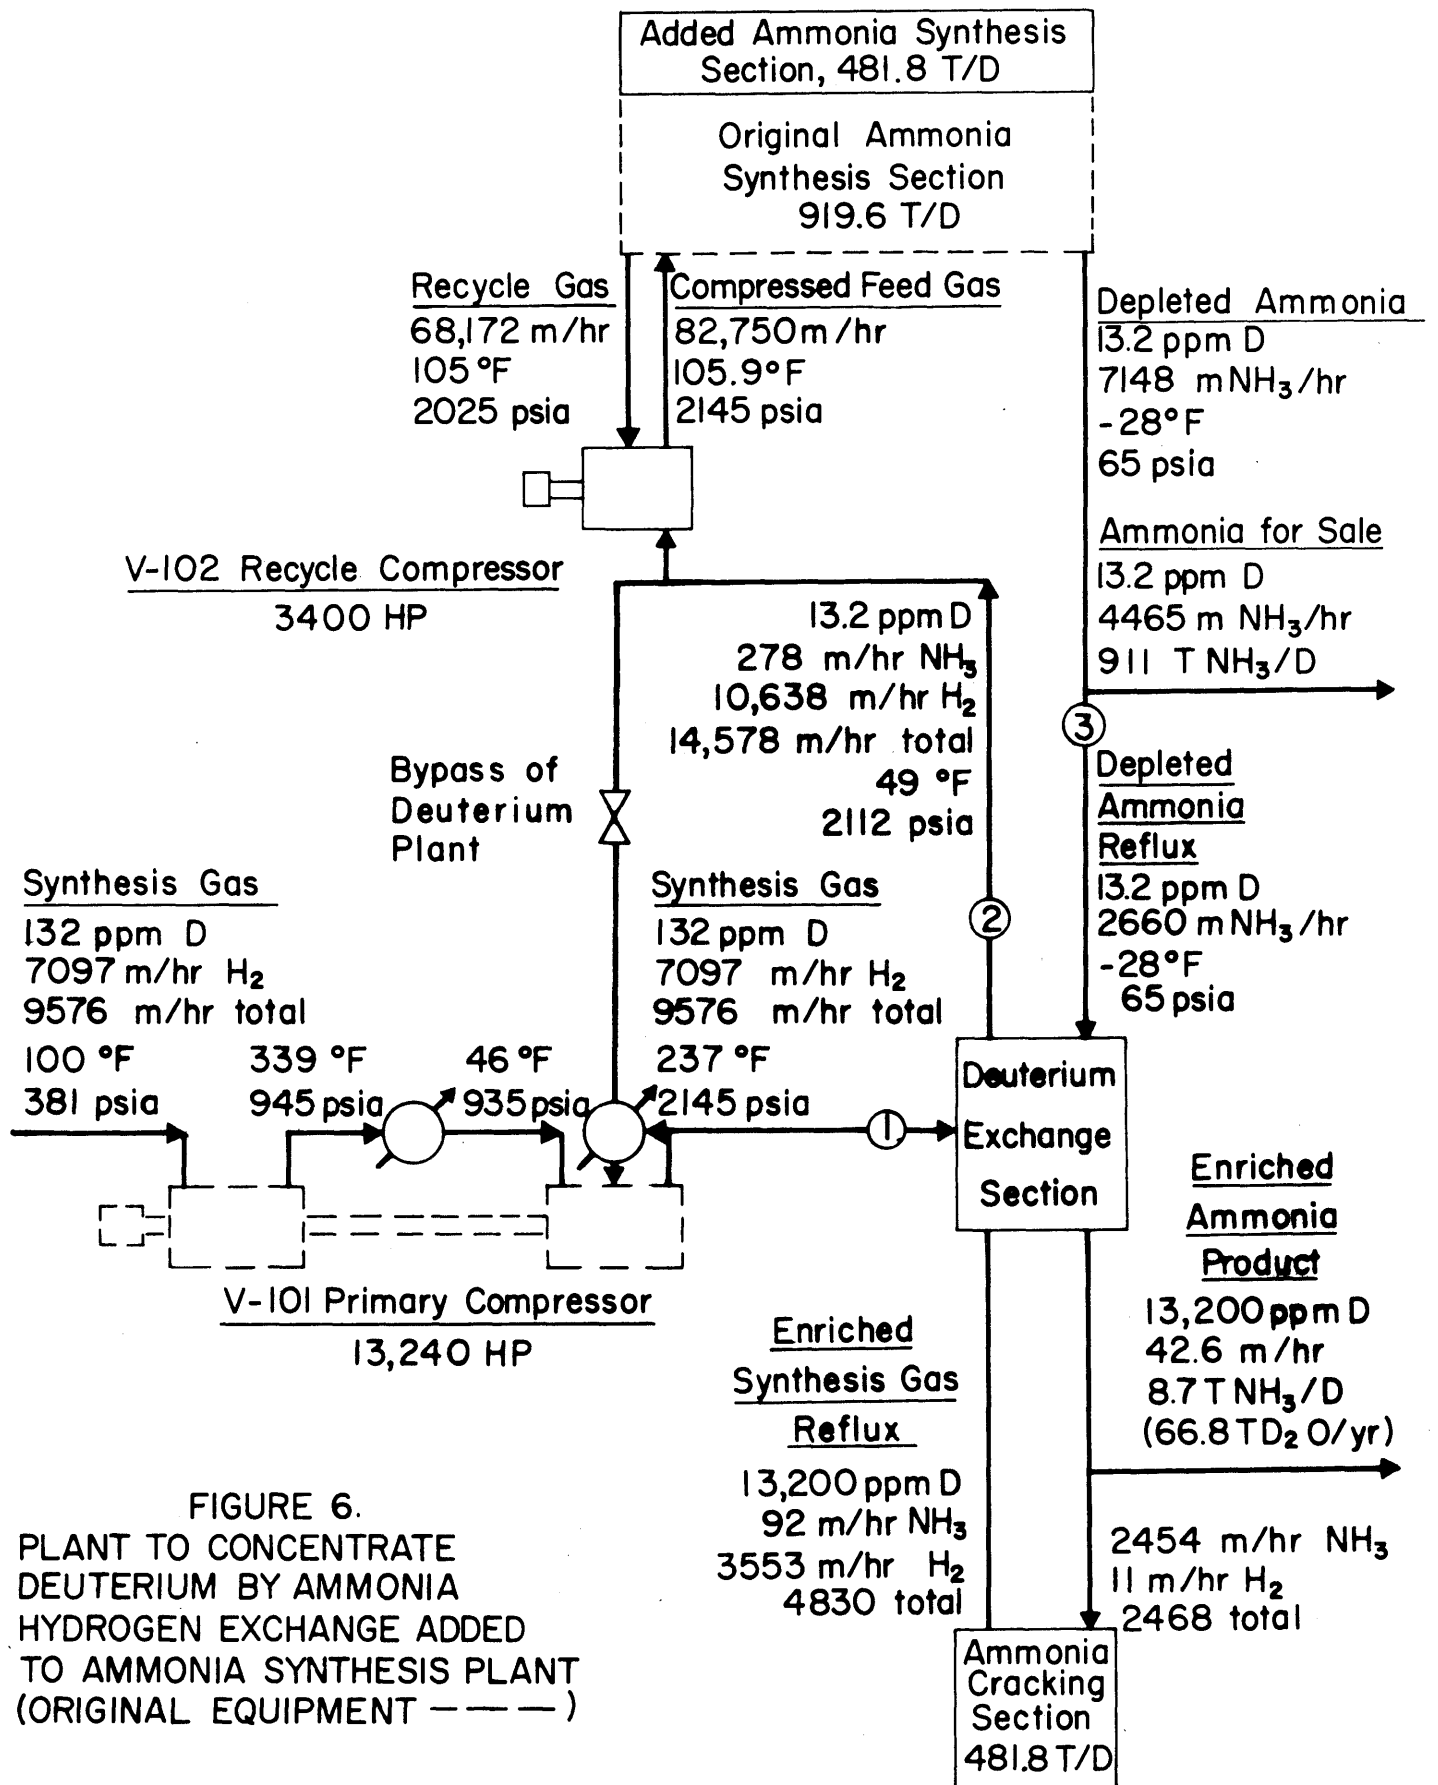 Added Ammonia Synthesis
Section, 481.8 T/D
Original Ammonia
Synthesis Section
919.6 T/D
Recycle Gas
68,172 m/hr
105 °F
2025 psia
Compressed Feed Gas
82,750 m/hr
105.9°F
2145 psia
Depleted Ammonia
13.2 ppm D
7148 mNH₃/hr
-28°F
65 psia
Ammonia for Sale
13.2 ppm D
4465 m NH₃/hr
911 T NH₃/D
V-102 Recycle Compressor
3400 HP
13.2 ppm D
278 m/hr NH₃
10,638 m/hr H₂
14,578 m/hr total
49 °F
2112 psia
Bypass of
Deuterium
Plant
3
Depleted
Ammonia
Reflux
13.2 ppm D
2660 mNH₃/hr
-28°F
65 psia
2
Synthesis Gas
132 ppm D
7097 m/hr H₂
9576 m/hr total
100 °F
381 psia
339 °F
945 psia
46 °F
935 psia
Synthesis Gas
132 ppm D
7097 m/hr H₂
9576 m/hr total
237 °F
2145 psia
1
Deuterium
Exchange
Section
V-101 Primary Compressor
13,240 HP
Enriched
Ammonia
Product
13,200 ppm D
42.6 m/hr
8.7 T NH₃/D
(66.8 TD₂O/yr)
Enriched
Synthesis Gas
Reflux
13,200 ppm D
92 m/hr NH₃
3553 m/hr H₂
4830 total
2454 m/hr NH₃
11 m/hr H₂
2468 total
Ammonia
Cracking
Section
481.8 T/D
FIGURE 6.
PLANT TO CONCENTRATE
DEUTERIUM BY AMMONIA
HYDROGEN EXCHANGE ADDED
TO AMMONIA SYNTHESIS PLANT
(ORIGINAL EQUIPMENT ----)